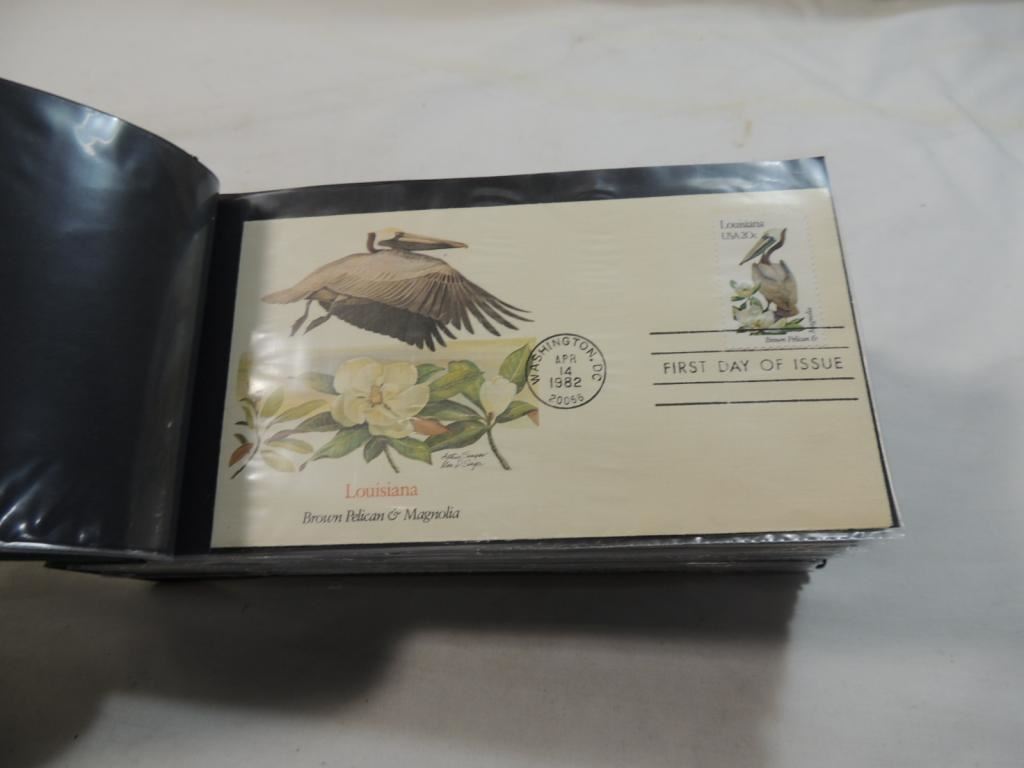 Louisiana
USA 20c
Brown Pelican &
Magnolia
WASHINGTON, DC
APR
14
1982
20066
FIRST DAY OF ISSUE
Louisiana
Brown Pelican & Magnolia